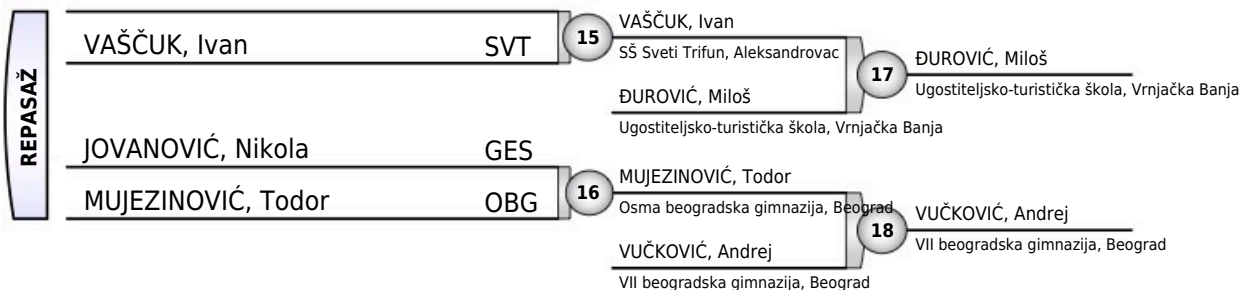 REPASAŽ
VAŠČUK, Ivan SVT
JOVANOVIĆ, Nikola GES
MUJEZINOVIĆ, Todor OBG
15
VAŠČUK, Ivan
SŠ Sveti Trifun, Aleksandrovac
ĐUROVIĆ, Miloš
Ugostiteljsko-turistička škola, Vrnjačka Banja
16
MUJEZINOVIĆ, Todor
Osma beogradska gimnazija, Beograd
VUČKOVIĆ, Andrej
VII beogradska gimnazija, Beograd
17
ĐUROVIĆ, Miloš
Ugostiteljsko-turistička škola, Vrnjačka Banja
18
VUČKOVIĆ, Andrej
VII beogradska gimnazija, Beograd